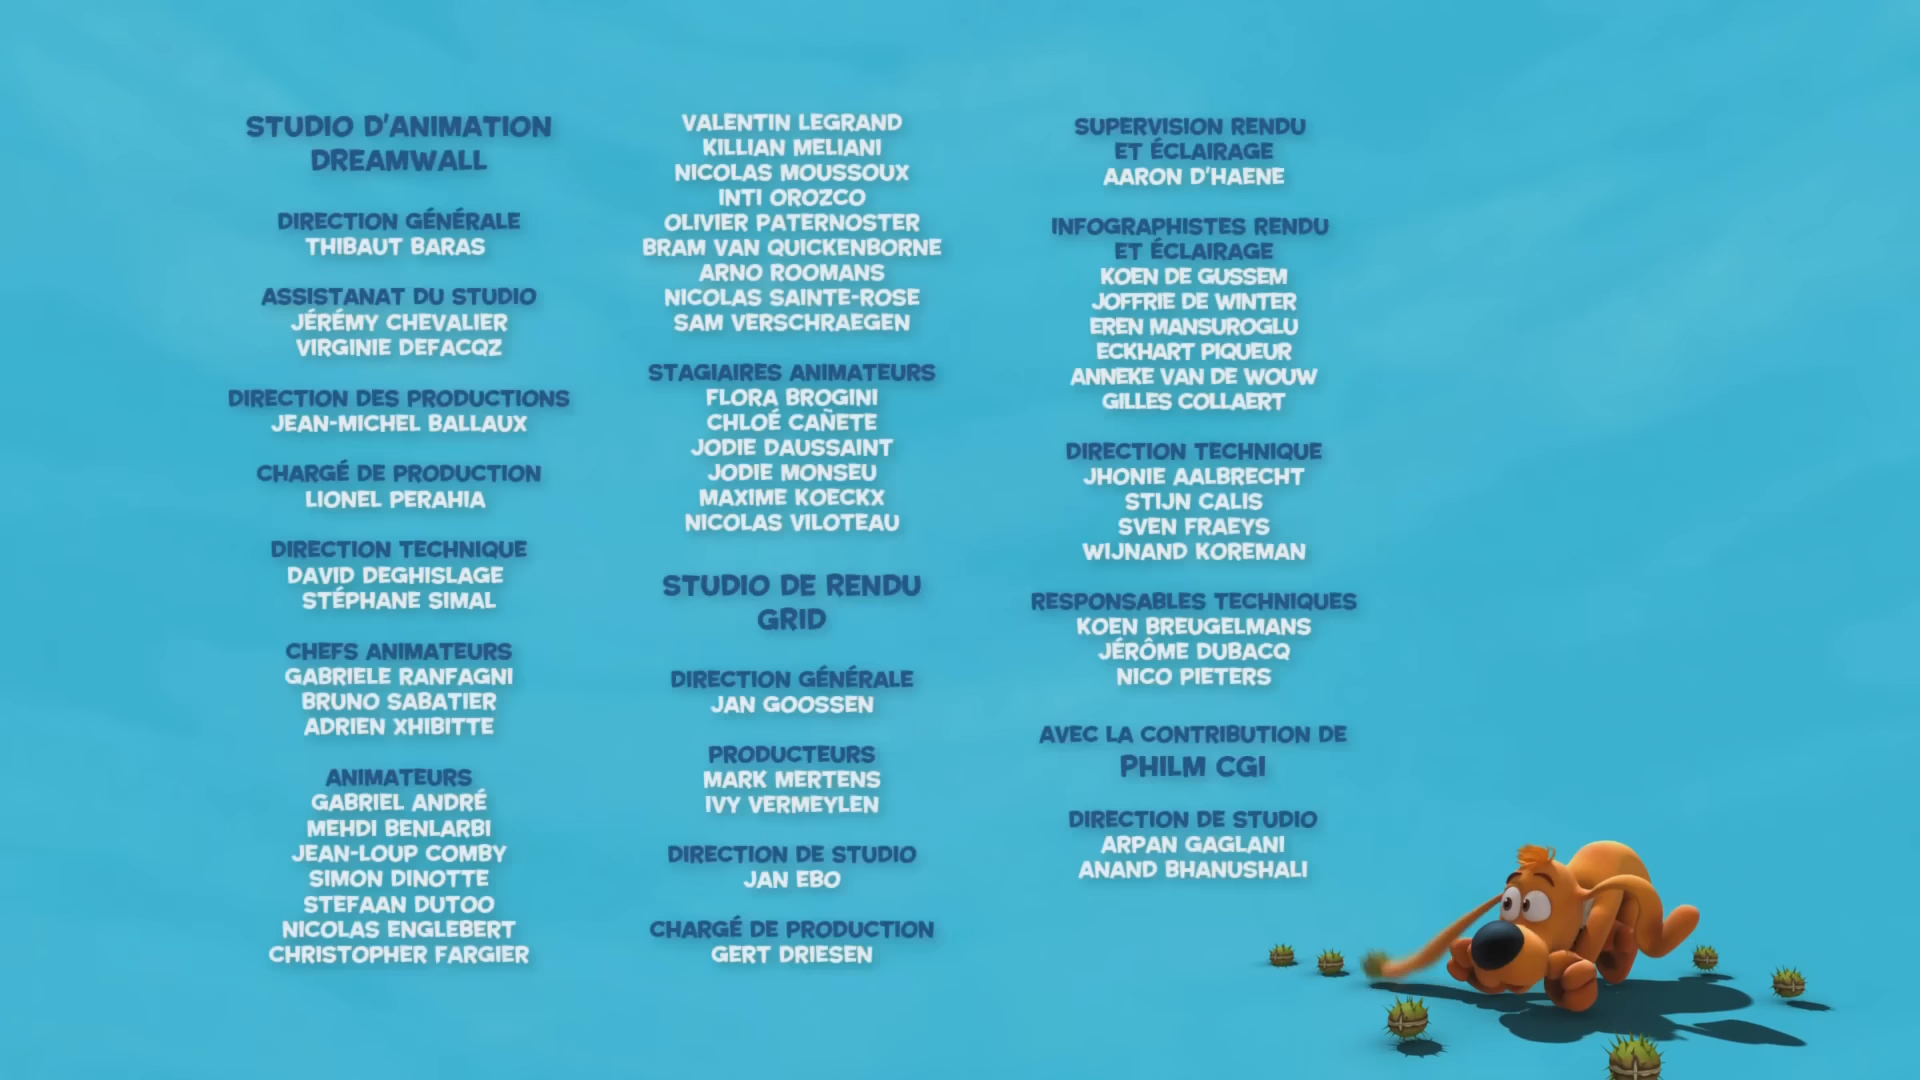 STUDIO D'ANIMATION
DREAMWALL
DIRECTION GÉNÉRALE
THIBAUT BARAS
ASSISTANAT DU STUDIO
JÉRÉMY CHEVALIER
VIRGINIE DEFACQZ
DIRECTION DES PRODUCTIONS
JEAN-MICHEL BALLAUX
CHARGÉ DE PRODUCTION
LIONEL PERAHIA
DIRECTION TECHNIQUE
DAVID DEGHISLAGE
STÉPHANE SIMAL
CHEFS ANIMATEURS
GABRIELE RANFAGNI
BRUNO SABATIER
ADRIEN XHIBITTE
ANIMATEURS
GABRIEL ANDRÉ
MEHDI BENLARBI
JEAN-LOUP COMBY
SIMON DINOTTE
STEFAAN DUTOO
NICOLAS ENGLEBERT
CHRISTOPHER FARGIER
VALENTIN LEGRAND
KILLIAN MELIANI
NICOLAS MOUSSOUX
INTI OROZCO
OLIVIER PATERNOSTER
BRAM VAN QUICKENBORNE
ARNO ROOMANS
NICOLAS SAINTE-ROSE
SAM VERSCHRAEGEN
STAGIAIRES ANIMATEURS
FLORA BROGINI
CHLOÉ CAÑETE
JODIE DAUSSAINT
JODIE MONSEU
MAXIME KOECKX
NICOLAS VILOTEAU
STUDIO DE RENDU
GRID
DIRECTION GÉNÉRALE
JAN GOOSSEN
PRODUCTEURS
MARK MERTENS
IVY VERMEYLEN
DIRECTION DE STUDIO
JAN EBO
CHARGÉ DE PRODUCTION
GERT DRIESEN
SUPERVISION RENDU
ET ÉCLAIRAGE
AARON D'HAENE
INFOGRAPHISTES RENDU
ET ÉCLAIRAGE
KOEN DE GUSSEM
JOFFRIE DE WINTER
EREN MANSUROGLU
ECKHART PIQUEUR
ANNEKE VAN DE WOUW
GILLES COLLAERT
DIRECTION TECHNIQUE
JHONIE AALBRECHT
STIJN CALIS
SVEN FRAEYS
WIJNAND KOREMAN
RESPONSABLES TECHNIQUES
KOEN BREUGELMANS
JÉRÔME DUBACQ
NICO PIETERS
AVEC LA CONTRIBUTION DE
PHILM CGI
DIRECTION DE STUDIO
ARPAN GAGLANI
ANAND BHANUSHALI